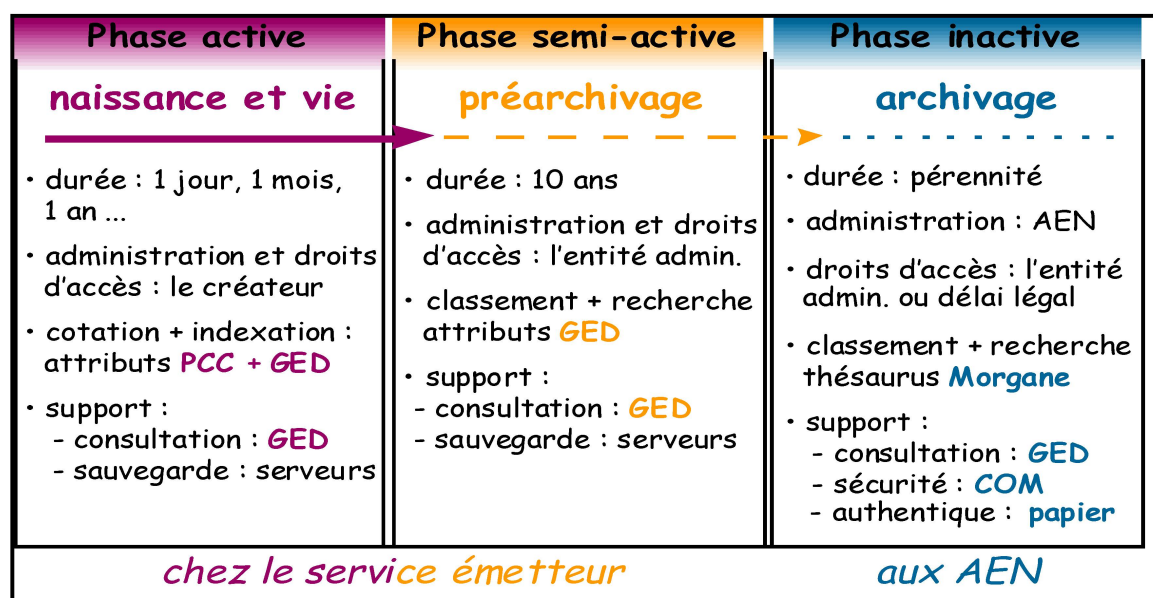 Phase active
naissance et vie
• durée : 1 jour, 1 mois,
1 an ...
• administration et droits
d'accès : le créateur
• cotation + indexation :
attributs PCC + GED
• support :
- consultation : GED
- sauvegarde : serveurs
Phase semi-active
préarchivage
• durée : 10 ans
• administration et droits
d'accès : l'entité admin.
• classement + recherche
attributs GED
• support :
- consultation : GED
- sauvegarde : serveurs
Phase inactive
archivage
• durée : pérennité
• administration : AEN
• droits d'accès : l'entité
admin. ou délai légal
• classement + recherche
thésaurus Morgane
• support :
- consultation : GED
- sécurité : COM
- authentique : papier
chez le service émetteur
aux AEN